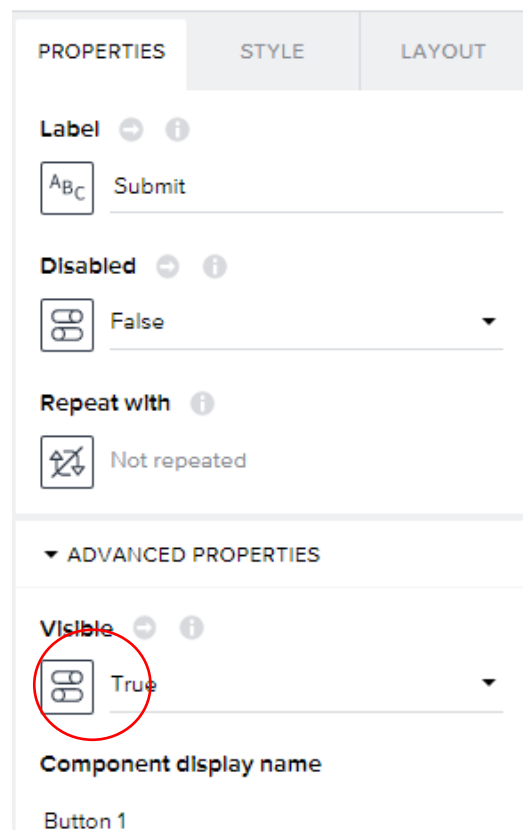 PROPERTIES STYLE LAYOUT
Label
ABC Submit
Disabled
False
Repeat with
Not repeated
ADVANCED PROPERTIES
Visible
True
Component display name
Button 1